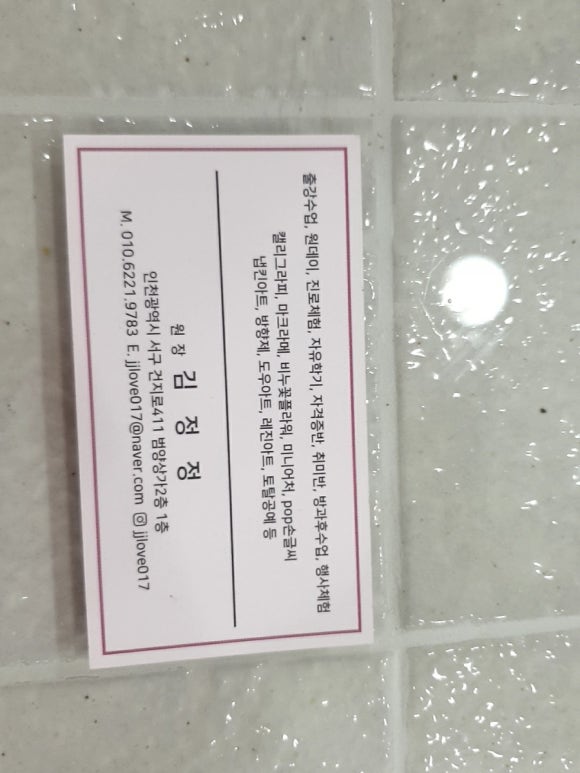 출강수업, 원데이, 진로체험, 자유학기, 자격증반, 취미반, 방과후수업, 행사체험
캘리그라피, 마크라메, 비누꽃플라워, 미니어처, pop손글씨
냅킨아트, 방향제, 도우아트, 레진아트, 토탈공예 등
원 장 김 정 정
인천광역시 서구 건지로411 범양상가2층 1층
M. 010.6221.9783 E. jjlove017@naver.com jjlove017